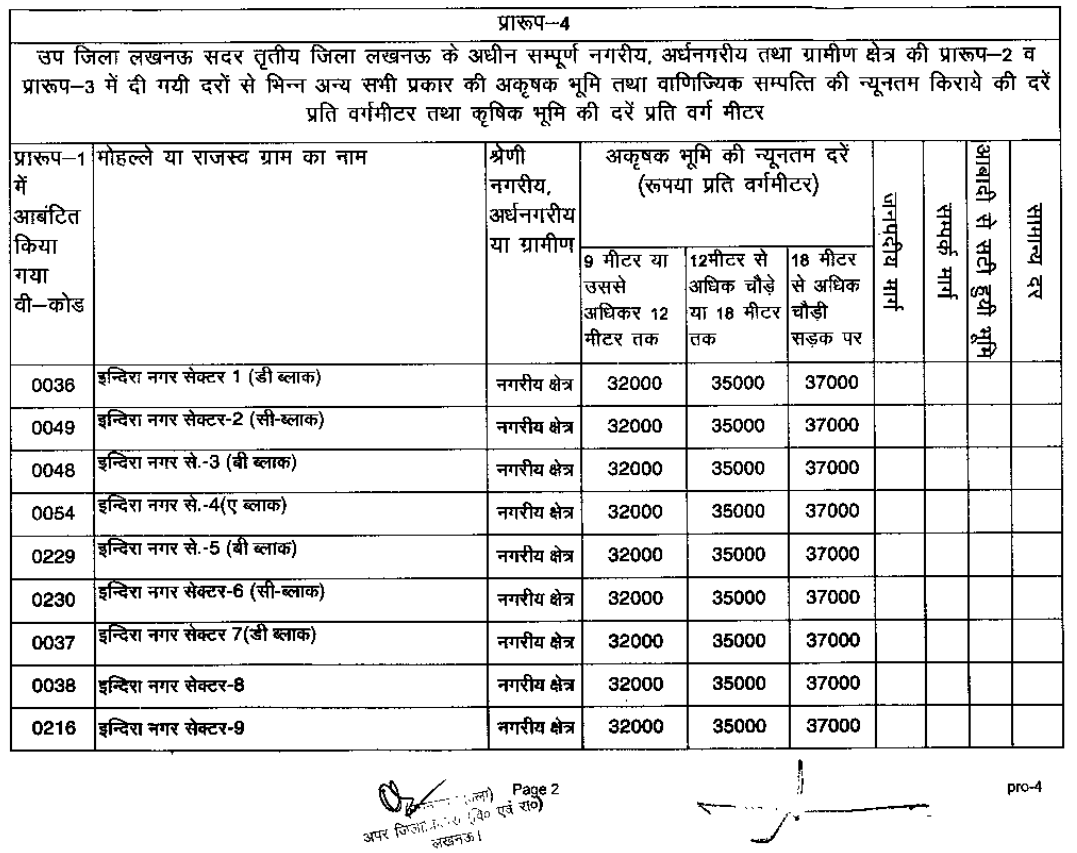 प्रारूप–4
उप जिला लखनऊ सदर तृतीय जिला लखनऊ के अधीन सम्पूर्ण नगरीय, अर्धनगरीय तथा ग्रामीण क्षेत्र की प्रारूप–2 व
प्रारूप–3 में दी गयी दरों से भिन्न अन्य सभी प्रकार की अकृषक भूमि तथा वाणिज्यिक सम्पत्ति की न्यूनतम किराये की दरें
प्रति वर्गमीटर तथा कृषिक भूमि की दरें प्रति वर्ग मीटर
प्रारूप–1
में
आबंटित
किया
गया
वी–कोड
मोहल्ले या राजस्व ग्राम का नाम
श्रेणी
नगरीय,
अर्धनगरीय
या ग्रामीण
अकृषक भूमि की न्यूनतम दरें
(रूपया प्रति वर्गमीटर)
9 मीटर या
उससे
अधिकर 12
मीटर तक
12मीटर से
अधिक चौड़े
या 18 मीटर
तक
18 मीटर
से अधिक
चौड़ी
सड़क पर
जनपदीय मार्ग
सम्पर्क मार्ग
आबादी से सटी हुयी भूमि
सामान्य दर
0036 इन्दिरा नगर सेक्टर 1 (डी ब्लाक) नगरीय क्षेत्र 32000 35000 37000
0049 इन्दिरा नगर सेक्टर-2 (सी-ब्लाक) नगरीय क्षेत्र 32000 35000 37000
0048 इन्दिरा नगर से.-3 (बी ब्लाक) नगरीय क्षेत्र 32000 35000 37000
0054 इन्दिरा नगर से.-4(ए ब्लाक) नगरीय क्षेत्र 32000 35000 37000
0229 इन्दिरा नगर से.-5 (बी ब्लाक) नगरीय क्षेत्र 32000 35000 37000
0230 इन्दिरा नगर सेक्टर-6 (सी-ब्लाक) नगरीय क्षेत्र 32000 35000 37000
0037 इन्दिरा नगर सेक्टर 7(डी ब्लाक) नगरीय क्षेत्र 32000 35000 37000
0038 इन्दिरा नगर सेक्टर-8 नगरीय क्षेत्र 32000 35000 37000
0216 इन्दिरा नगर सेक्टर-9 नगरीय क्षेत्र 32000 35000 37000
Page 2 pro-4
अपर (वि० एवं रा०)
लखनऊ।